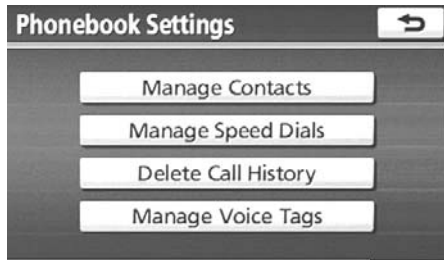 Phonebook Settings
Manage Contacts
Manage Speed Dials
Delete Call History
Manage Voice Tags